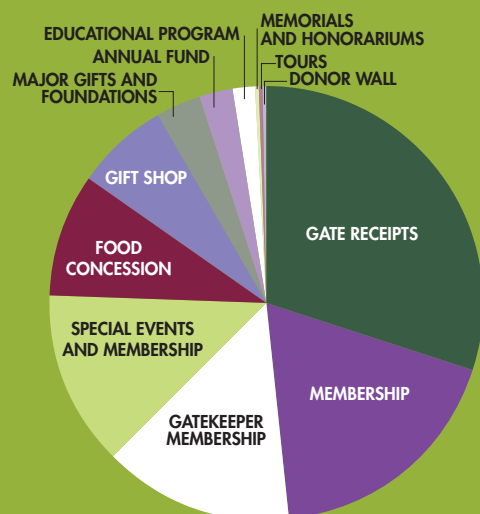 MEMORIALS
AND HONORARIUMS
EDUCATIONAL PROGRAM
ANNUAL FUND
TOURS
DONOR WALL
MAJOR GIFTS AND
FOUNDATIONS
GIFT SHOP
GATE RECEIPTS
FOOD
CONCESSION
SPECIAL EVENTS
AND MEMBERSHIP
MEMBERSHIP
GATEKEEPER
MEMBERSHIP